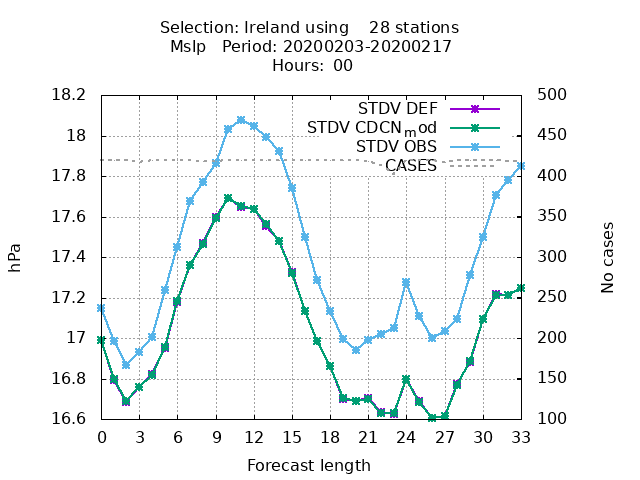 Selection: Ireland using    28 stations
Mslp   Period: 20200203-20200217
Hours:  00
18.2
18
17.8
17.6
17.4
17.2
17
16.8
16.6
hPa
500
450
400
350
300
250
200
150
100
No cases
STDV DEF
STDV CDCNmod
STDV OBS
CASES
0 3 6 9 12 15 18 21 24 27 30 33
Forecast length